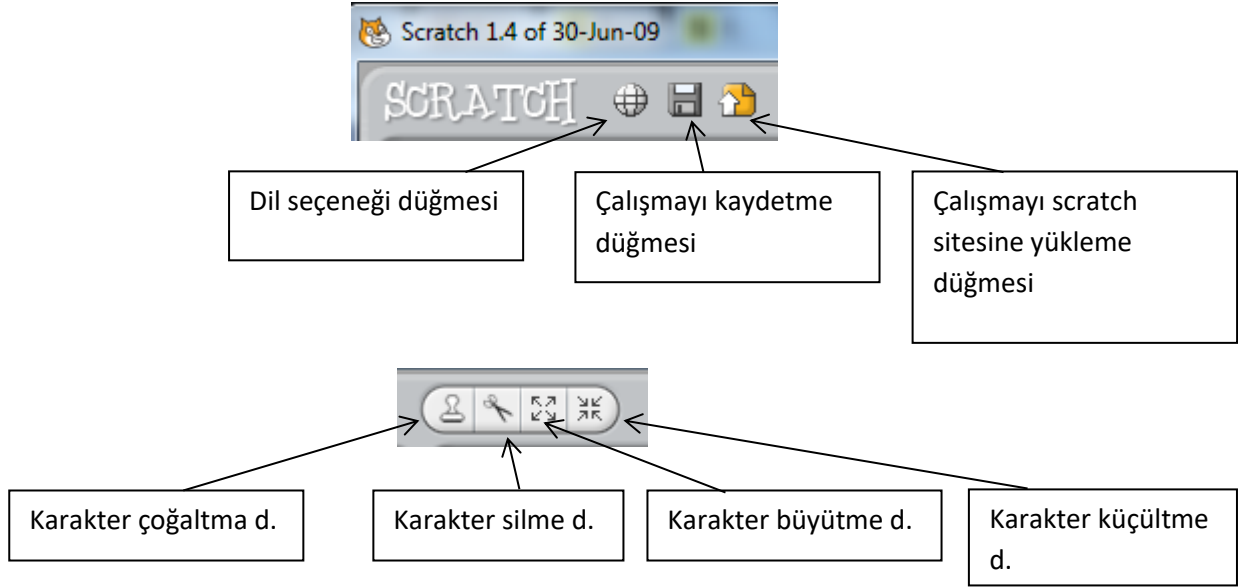 Scratch 1.4 of 30-Jun-09
SCRATCH
Dil seçeneği düğmesi
Çalışmayı kaydetme
düğmesi
Çalışmayı scratch
sitesine yükleme
düğmesi
Karakter çoğaltma d.
Karakter silme d.
Karakter büyütme d.
Karakter küçültme
d.